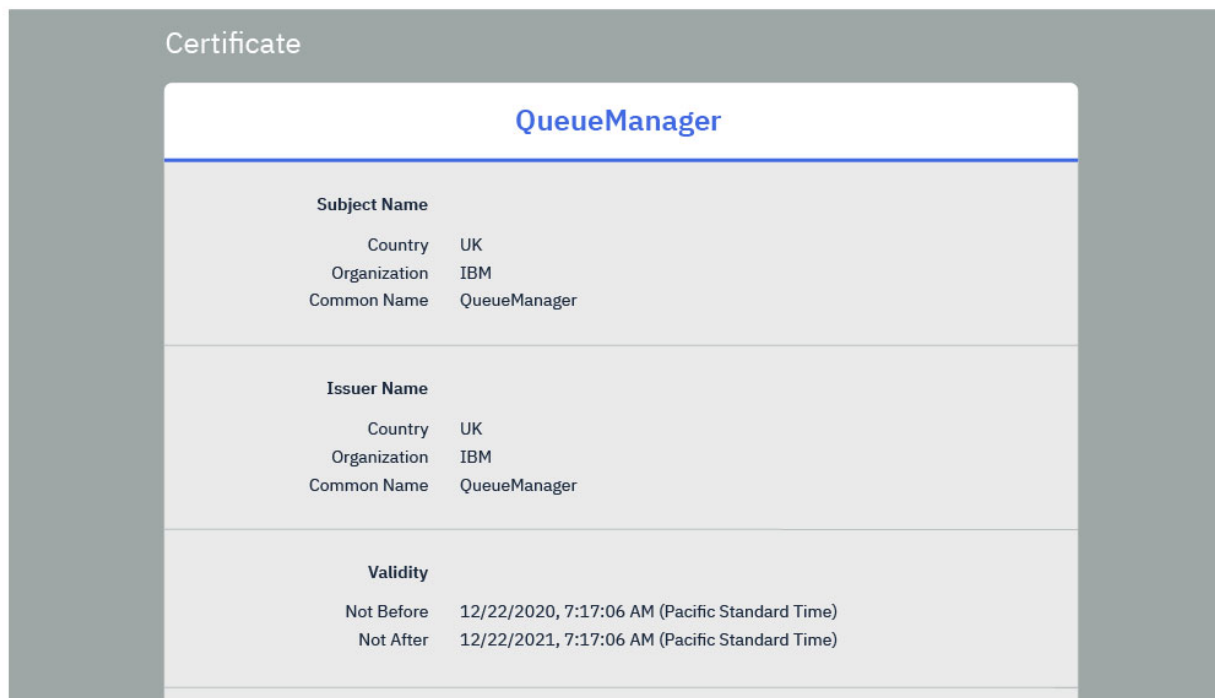 Certificate
QueueManager
Subject Name
Country UK
Organization IBM
Common Name QueueManager
Issuer Name
Country UK
Organization IBM
Common Name QueueManager
Validity
Not Before 12/22/2020, 7:17:06 AM (Pacific Standard Time)
Not After 12/22/2021, 7:17:06 AM (Pacific Standard Time)